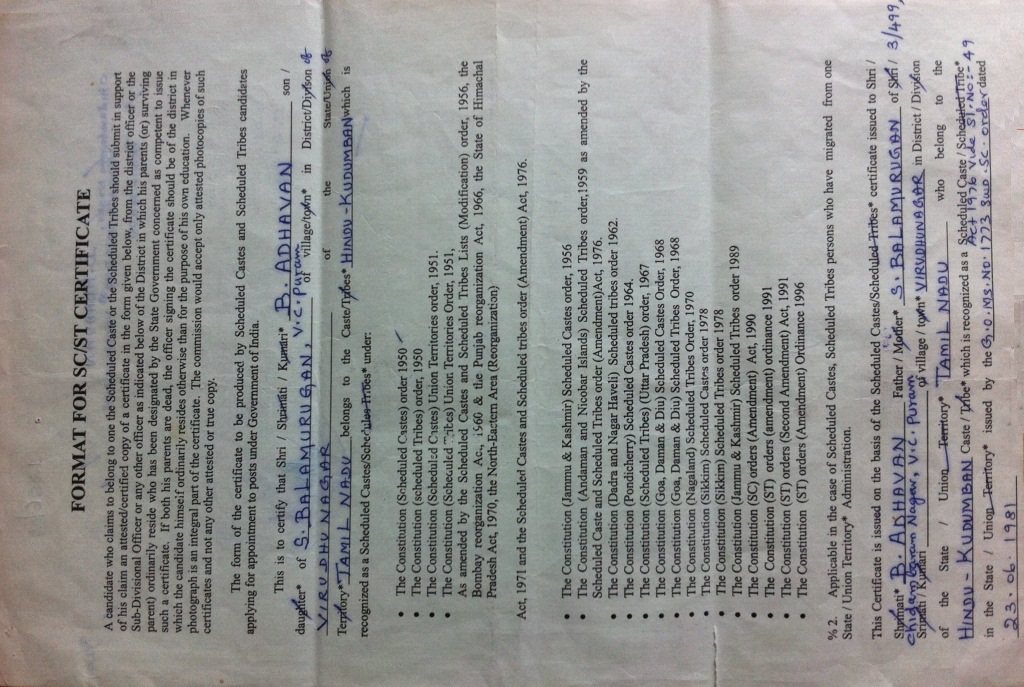 FORMAT FOR SC/ST CERTIFICATE
A candidate who claims to belong to one the Scheduled Caste or the Scheduled Tribes should submit in support
of his claim an attested/certified copy of a certificate in the form given below, from the district officer or the
Sub-Divisional Officer or any other officer as indicated below of the District in which his parents (or) surviving
parent) ordinarily reside who has been designated by the State Government concerned as competent to issue
such a certificate. If both his parents are dead, the officer signing the certificate should be of the district in
which the candidate himself ordinarily resides otherwise than for the purpose of his own education. Whenever
photograph is an integral part of the certificate. The commission would accept only attested photocopies of such
certificates and not any other attested or true copy.
The form of the certificate to be produced by Scheduled Castes and Scheduled Tribes candidates
applying for appointment to posts under Government of India.
This is to certify that Shri / Shrimati / Kumari* B. ADHAVAN son /
daughter* of S. BALAMURUGAN, V.C. Puram of village/town* in District/Divison of
VIRUDHUNAGAR of the State/Union of
Territory* TAMIL NADU belongs to the Caste/Tribes* HINDU - KUDUMBAN which is
recognized as a Scheduled Castes/Scheduled Tribes* under:
• The Constitution (Scheduled Castes) order 1950
• The Constitution (scheduled Tribes) order, 1950
• The Constitution (Scheduled Castes) Union Territories order, 1951.
• The Constitution (Scheduled Tribes) Union Territories Order, 1951,
As amended by the Scheduled Castes and Scheduled Tribes Lists (Modification) order, 1956, the
Bombay reorganization Act, 1960 & the Punjab reorganization Act, 1966, the State of Himachal
Pradesh Act, 1970, the North-Eastern Area (Reorganization)
Act, 1971 and the Scheduled Castes and Scheduled tribes order (Amendment) Act, 1976.
• The Constitution (Jammu & Kashmir) Scheduled Castes order, 1956
• The Constitution (Andaman and Nicobar Islands) Scheduled Tribes order,1959 as amended by the
Scheduled Caste and Scheduled Tribes order (Amendment)Act, 1976.
• The Constitution (Dadra and Nagar Haveli) Scheduled tribes order 1962.
• The Constitution (Pondicherry) Scheduled Castes order 1964.
• The Constitution (Scheduled Tribes) (Uttar Pradesh) order, 1967
• The Constitution (Goa, Daman & Diu) Scheduled Castes Order, 1968
• The Constitution (Goa, Daman & Diu) Scheduled Tribes Order, 1968
• The Constitution (Nagaland) Scheduled Tribes Order, 1970
• The Constitution (Sikkim) Scheduled Castes order 1978
• The Constitution (Sikkim) Scheduled Tribes order 1978
• The Constitution (Jammu & Kashmir) Scheduled Tribes order 1989
• The Constitution (SC) orders (Amendment) Act, 1990
• The Constitution (ST) orders (amendment) ordinance 1991
• The Constitution (ST) orders (Second Amendment) Act, 1991
• The Constitution (ST) orders (Amendment) Ordinance 1996
% 2. Applicable in the case of Scheduled Castes, Scheduled Tribes persons who have migrated from one
State / Union Territory* Administration.
This Certificate is issued on the basis of the Scheduled Castes/Scheduled Tribes* certificate issued to Shri /
Shrimati* B. ADHAVAN Father / Mother* S. BALAMURUGAN of Shri / 3/499,
Chidambaram Nagar, V.C. Puram
Srimati / Kumari of village / town* VIRUDHUNAGAR in District / Division
of the State / Union Territory* TAMIL NADU who belong to the
HINDU - KUDUMBAN Caste / Tribe* which is recognized as a Scheduled Caste / Scheduled Tribe*
Act 1976 Vide Sl.No:- 49
in the State / Union Territory* issued by the G.O.MS.NO. 1773 Swd.SC.order dated
23.06.1981